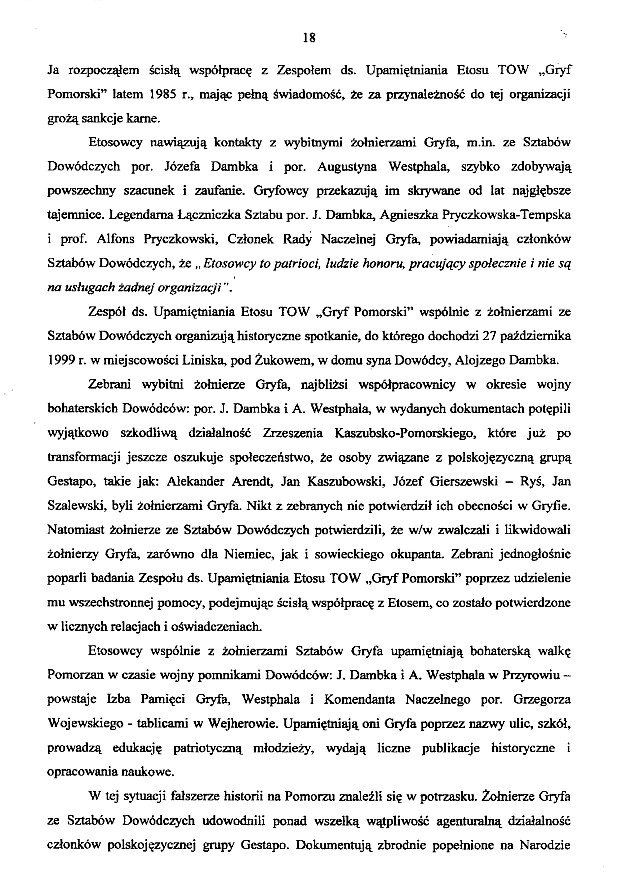 18
Ja rozpocząłem ścisłą współpracę z Zespołem ds. Upamiętniania Etosu TOW „Gryf
Pomorski” latem 1985 r., mając pełną świadomość, że za przynależność do tej organizacji
grożą sankcje karne.
Etosowcy nawiązują kontakty z wybitnymi żołnierzami Gryfa, m.in. ze Sztabów
Dowódczych por. Józefa Dambka i por. Augustyna Westphala, szybko zdobywają
powszechny szacunek i zaufanie. Gryfowcy przekazują im skrywane od lat najgłębsze
tajemnice. Legendarna Łączniczka Sztabu por. J. Dambka, Agnieszka Pryczkowska-Tempska
i prof. Alfons Pryczkowski, Członek Rady Naczelnej Gryfa, powiadamiają członków
Sztabów Dowódczych, że „Etosowcy to patrioci, ludzie honoru, pracujący społecznie i nie są
na usługach żadnej organizacji”.
Zespół ds. Upamiętniania Etosu TOW „Gryf Pomorski” wspólnie z żołnierzami ze
Sztabów Dowódczych organizują historyczne spotkanie, do którego dochodzi 27 października
1999 r. w miejscowości Liniska, pod Żukowem, w domu syna Dowódcy, Alojzego Dambka.
Zebrani wybitni żołnierze Gryfa, najbliżsi współpracownicy w okresie wojny
bohaterskich Dowódców: por. J. Dambka i A. Westphala, w wydanych dokumentach potępili
wyjątkowo szkodliwą działalność Zrzeszenia Kaszubsko-Pomorskiego, które już po
transformacji jeszcze oszukuje społeczeństwo, że osoby związane z polskojęzyczną grupą
Gestapo, takie jak: Alekander Arendt, Jan Kaszubowski, Józef Gierszewski – Ryś, Jan
Szalewski, byli żołnierzami Gryfa. Nikt z zebranych nie potwierdził ich obecności w Gryfie.
Natomiast żołnierze ze Sztabów Dowódczych potwierdzili, że w/w zwalczali i likwidowali
żołnierzy Gryfa, zarówno dla Niemiec, jak i sowieckiego okupanta. Zebrani jednogłośnie
poparli badania Zespołu ds. Upamiętniania Etosu TOW „Gryf Pomorski” poprzez udzielenie
mu wszechstronnej pomocy, podejmując ścisłą współpracę z Etosem, co zostało potwierdzone
w licznych relacjach i oświadczeniach.
Etosowcy wspólnie z żołnierzami Sztabów Gryfa upamiętniają bohaterską walkę
Pomorzan w czasie wojny pomnikami Dowódców: J. Dambka i A. Westphala w Przyrowiu –
powstaje Izba Pamięci Gryfa, Westphala i Komendanta Naczelnego por. Grzegorza
Wojewskiego - tablicami w Wejherowie. Upamiętniają oni Gryfa poprzez nazwy ulic, szkół,
prowadzą edukację patriotyczną młodzieży, wydają liczne publikacje historyczne i
opracowania naukowe.
W tej sytuacji fałszerze historii na Pomorzu znaleźli się w potrzasku. Żołnierze Gryfa
ze Sztabów Dowódczych udowodnili ponad wszelką wątpliwość agenturalną działalność
członków polskojęzycznej grupy Gestapo. Dokumentują zbrodnie popełnione na Narodzie